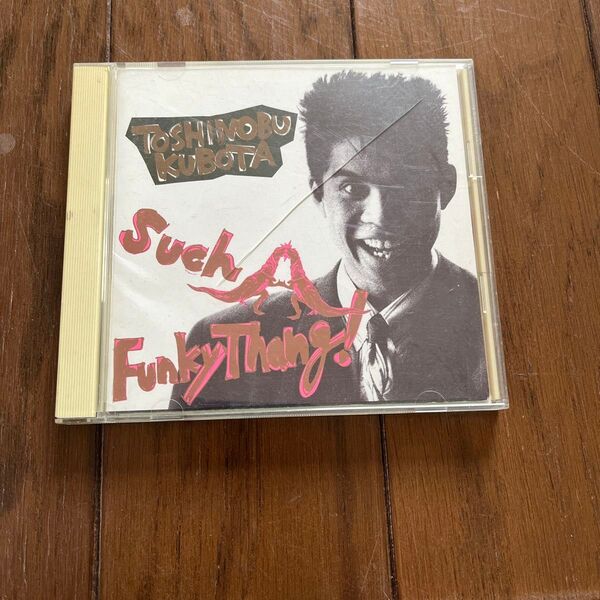 TOSHINOBU
KUBOTA
Such A
Funky Thang!